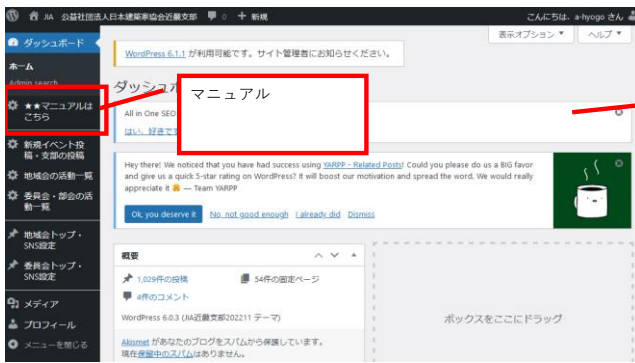 JIA 公益社団法人日本建築家協会近畿支部 0 + 新規
こんにちは、a-hyogo さん
ダッシュボード
表示オプション ▼ ヘルプ ▼
WordPress 6.1.1 が利用可能です。サイト管理者にお知らせください。
ホーム
Admin search
ダッシュボ
★★マニュアルは
こちら
マニュアル
All in One SEO
はい、好きです
新規イベント投
稿・支部の投稿
地域会の活動一覧
委員会・部会の活
動一覧
地域会トップ・
SNS設定
委員会トップ・
SNS設定
メディア
プロフィール
メニューを閉じる
Hey there! We noticed that you have had success using YARPP - Related Posts! Could you please do us a BIG favor
and give us a quick 5-star rating on WordPress? It will boost our motivation and spread the word. We would really
appreciate it 😊 — Team YARPP
Ok, you deserve it No, not good enough I already did Dismiss
概要
1,029件の投稿 54件の固定ページ
4件のコメント
WordPress 6.0.3 (JIA近畿支部202211 テーマ)
Akismet があなたのブログをスパムから保護しています。
現在保留中のスパムはありません。
ボックスをここにドラッグ